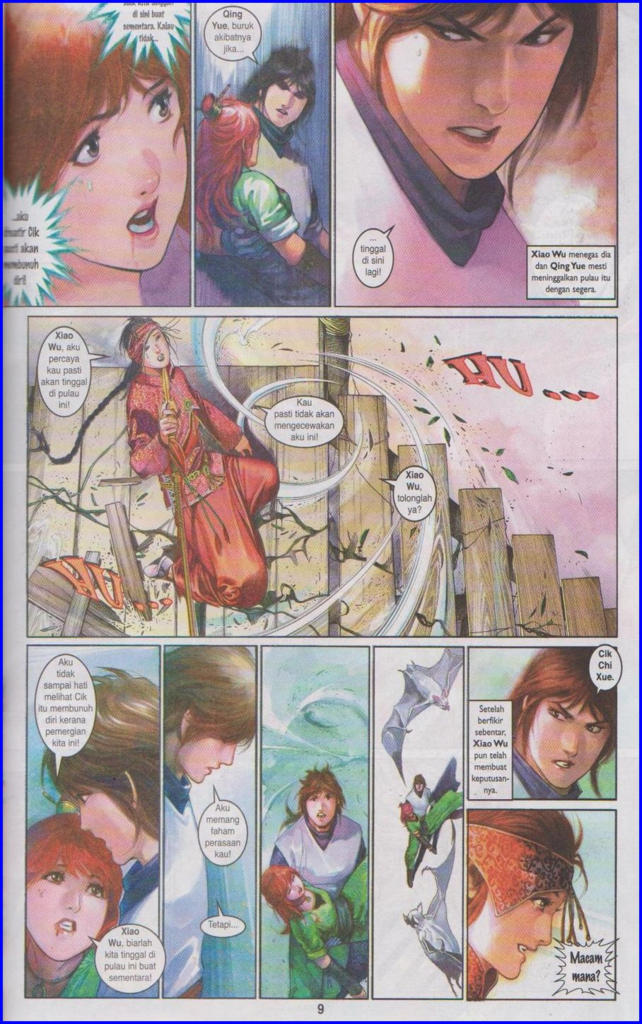 di sini buat
sementara. Kalau
tidak...
...aku
Cik
akan
membunuh
diri!
Qing
Yue, buruk
akibatnya
jika...
...
tinggal
di sini
lagi!
Xiao Wu menegas dia
dan Qing Yue mesti
meninggalkan pulau itu
dengan segera.
Xiao
Wu, aku
percaya
kau pasti
akan tinggal
di pulau
ini!
Kau
pasti tidak akan
mengecewakan
aku ini!
Xiao
Wu,
tolonglah
ya?
HU...
HU...
Aku
tidak
sampai hati
melihat Cik
itu membunuh
diri kerana
pemergian
kita ini!
Xiao
Wu, biarlah
kita tinggal di
pulau ini buat
sementara!
Aku
memang
faham
perasaan
kau!
Tetapi...
Cik
Chi
Xue.
Setelah
berfikir
sebentar,
Xiao Wu
pun telah
membuat
keputusan-
nya.
Macam
mana?
9